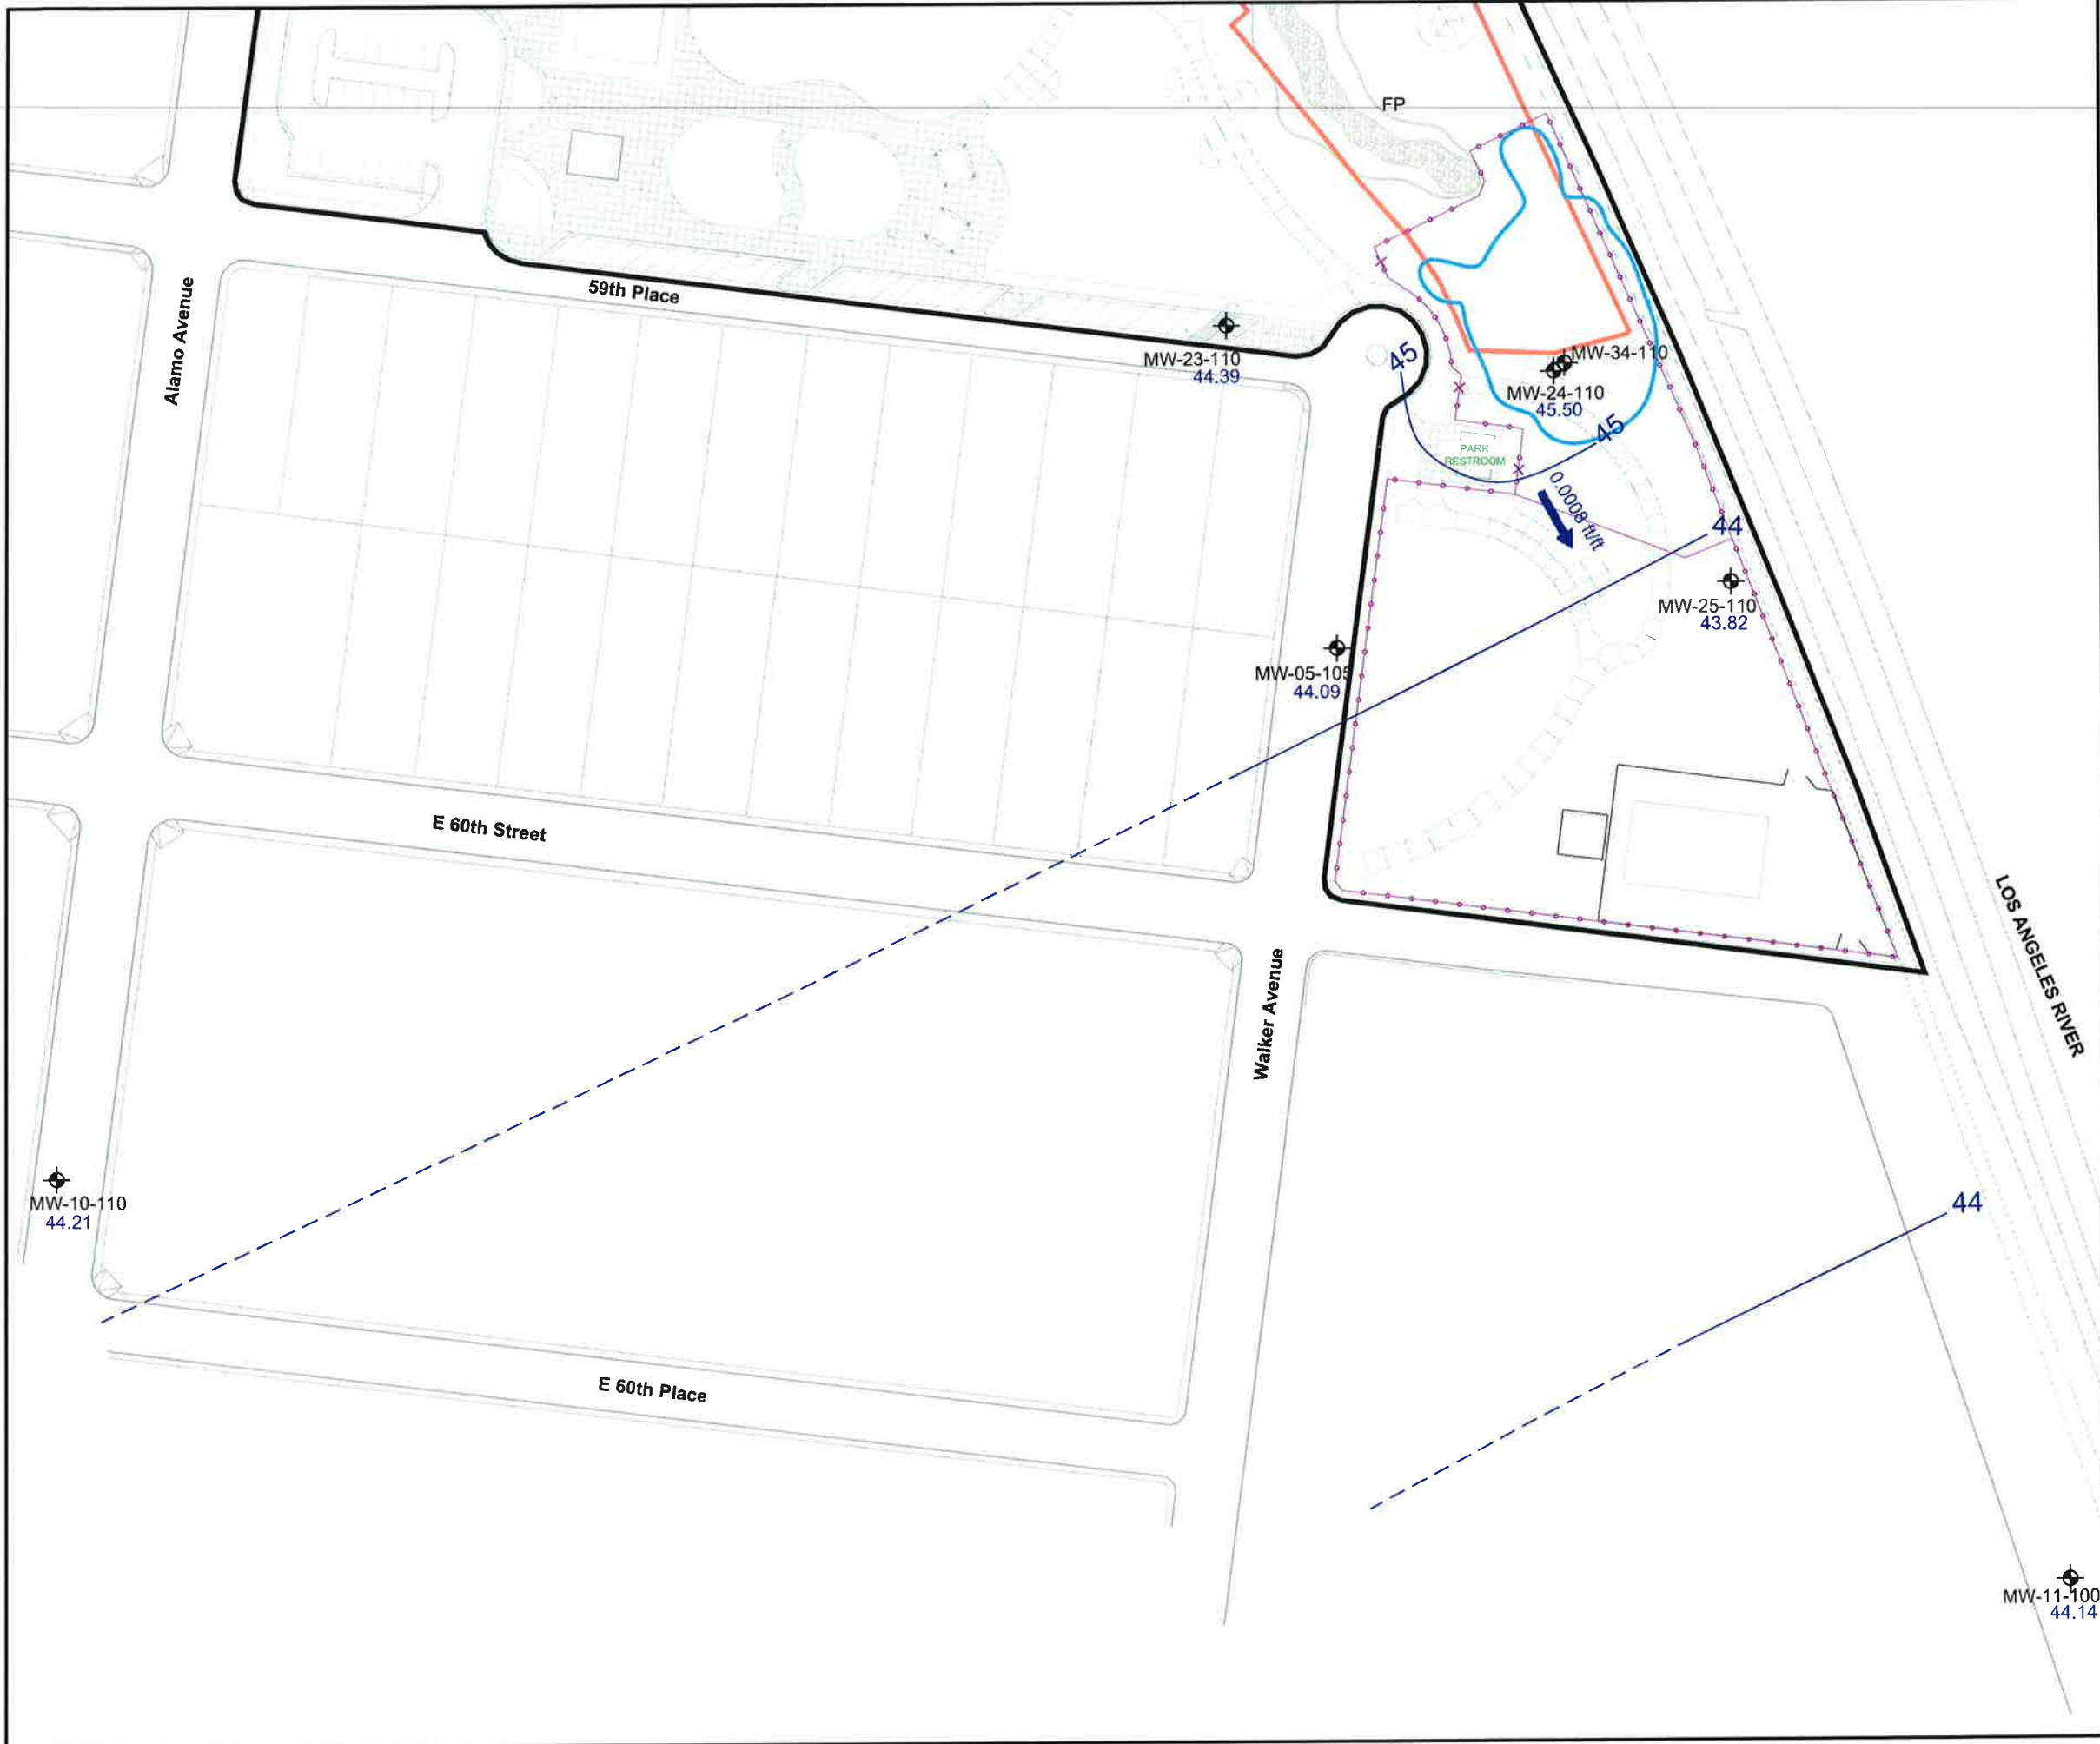 FP
Alamo Avenue
59th Place
MW-23-110
44.39
45
MW-34-110
MW-24-110
45.50
45
PARK
RESTROOM
0.0008 ft/ft
44
MW-25-110
43.82
MW-05-105
44.09
E 60th Street
LOS ANGELES RIVER
Walker Avenue
MW-10-110
44.21
44
E 60th Place
MW-11-100
44.14